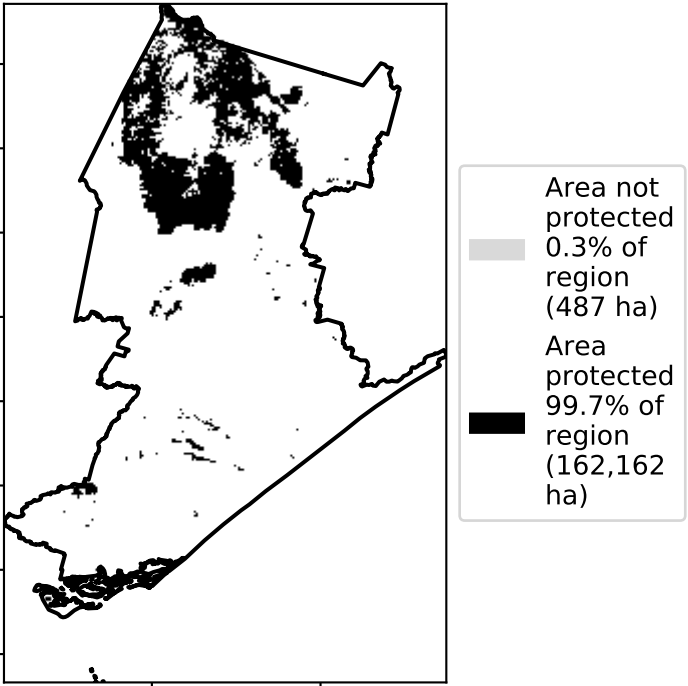 Area not
protected
0.3% of
region
(487 ha)
Area
protected
99.7% of
region
(162,162
ha)